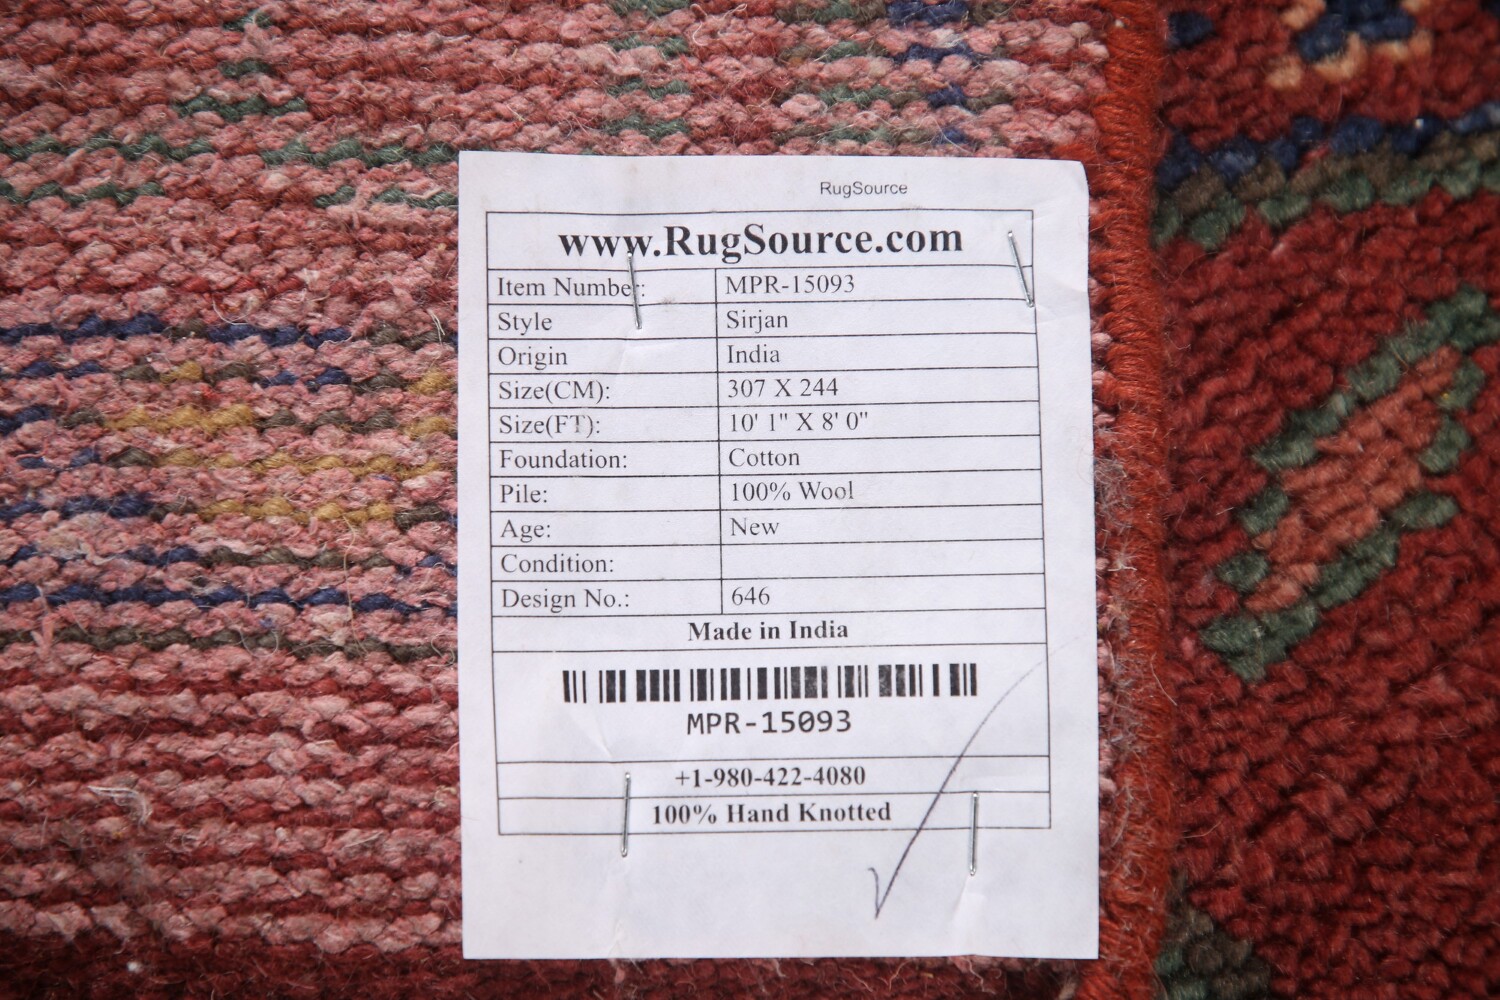 RugSource
www.RugSource.com
Item Number: MPR-15093
Style Sirjan
Origin India
Size(CM): 307 X 244
Size(FT): 10' 1" X 8' 0"
Foundation: Cotton
Pile: 100% Wool
Age: New
Condition:
Design No.: 646
Made in India
MPR-15093
+1-980-422-4080
100% Hand Knotted